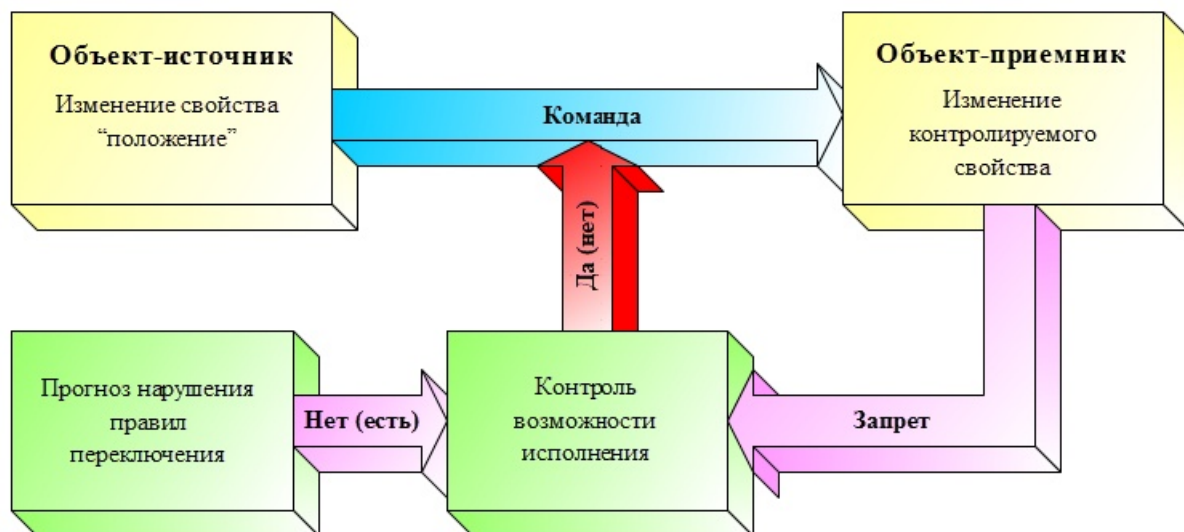 Объект-источник
Изменение свойства
“положение”
Команда
Объект-приемник
Изменение
контролируемого
свойства
Да (нет)
Прогноз нарушения
правил
переключения
Нет (есть)
Контроль
возможности
исполнения
Запрет